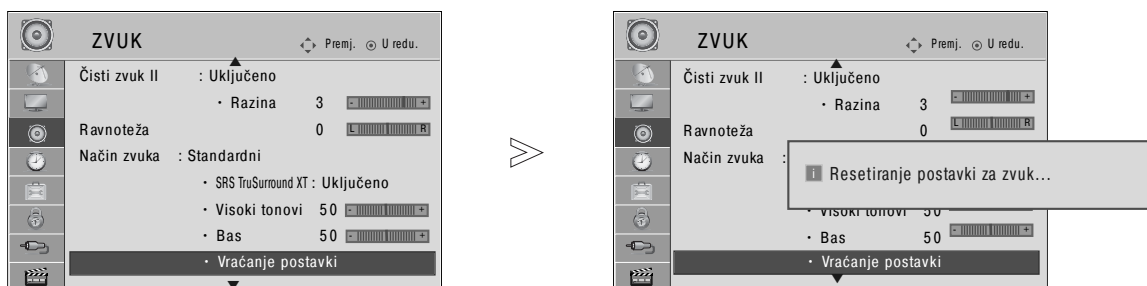 ZVUK
Premj. U redu.
Čisti zvuk II : Uključeno
• Razina 3 - +
Ravnoteža 0 L R
Način zvuka : Standardni
• SRS TruSurround XT : Uključeno
• Visoki tonovi 50 - +
• Bas 50 - +
• Vraćanje postavki
>
ZVUK
Premj. U redu.
Čisti zvuk II : Uključeno
• Razina 3 - +
Ravnoteža 0 L R
Način zvuka :
i Resetiranje postavki za zvuk...
• Visoki tonovi 50
• Bas 50 - +
• Vraćanje postavki